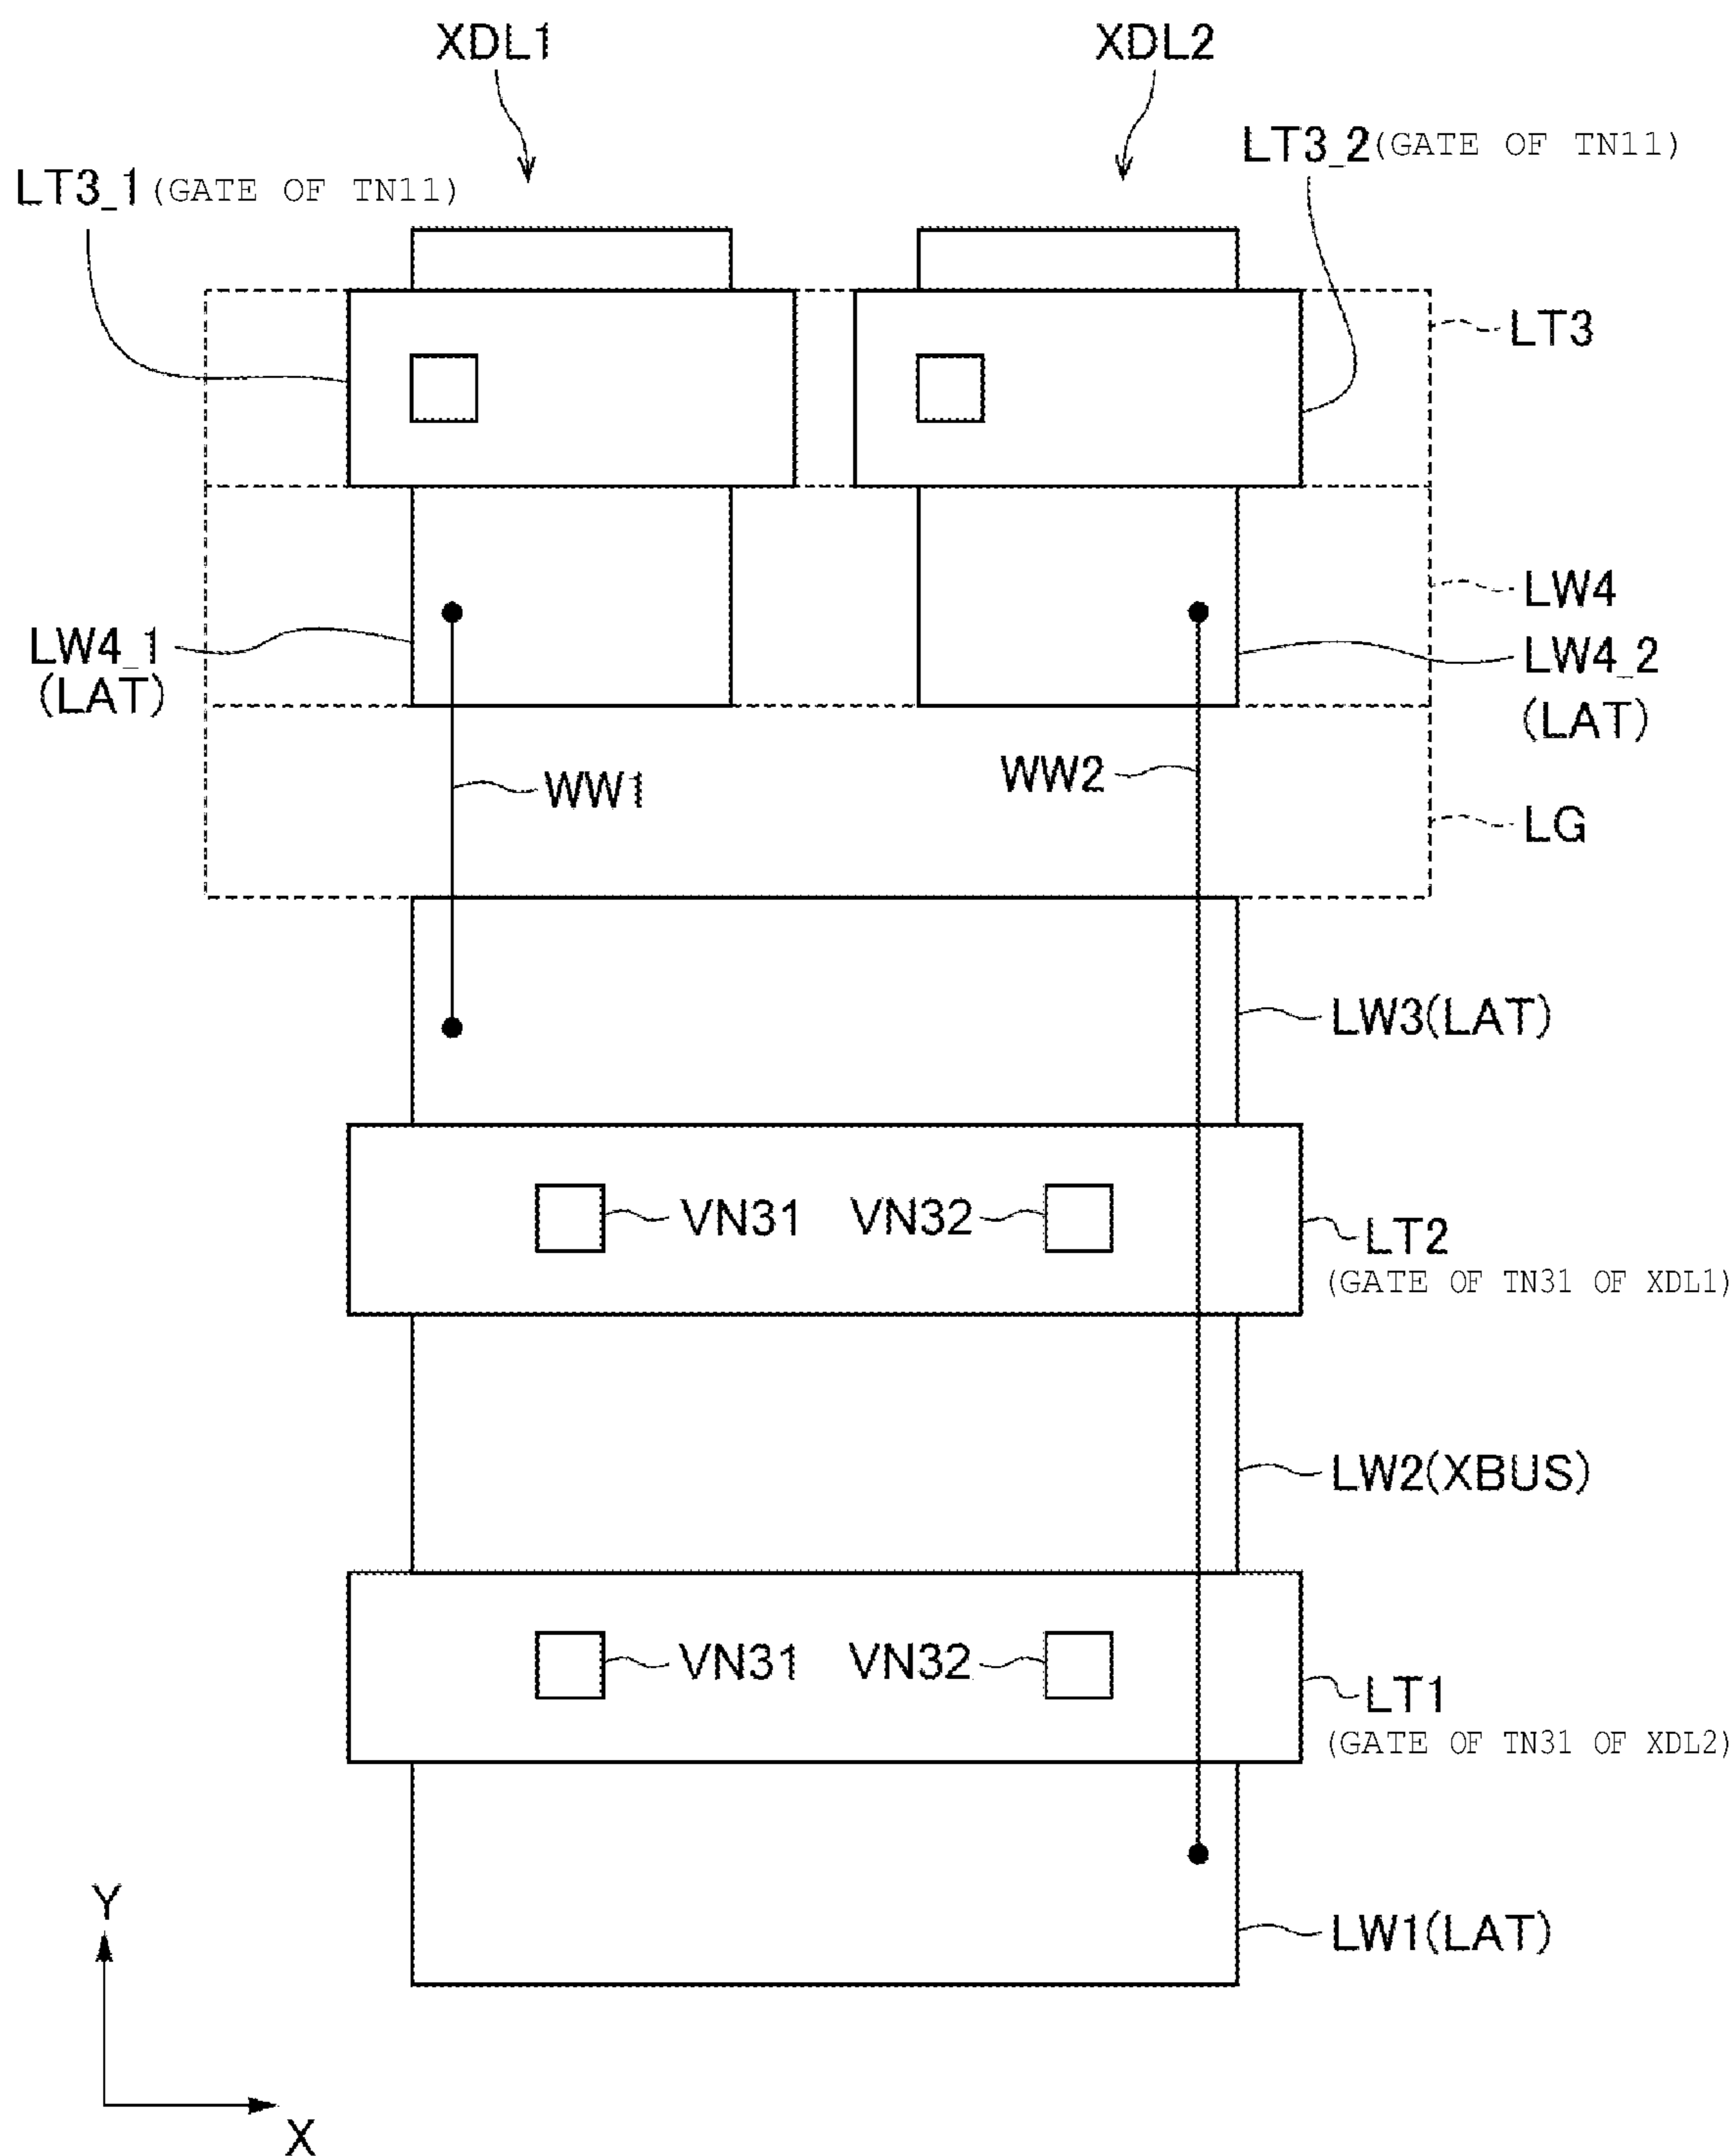 XDL1
XDL2
LT3_1 (GATE OF TN11)
LT3_2 (GATE OF TN11)
LT3
LW4
LW4_1
(LAT)
LW4_2
(LAT)
WW1
WW2
LG
LW3(LAT)
VN31
VN32
LT2
(GATE OF TN31 OF XDL1)
LW2(XBUS)
VN31
VN32
LT1
(GATE OF TN31 OF XDL2)
Y
LW1(LAT)
X